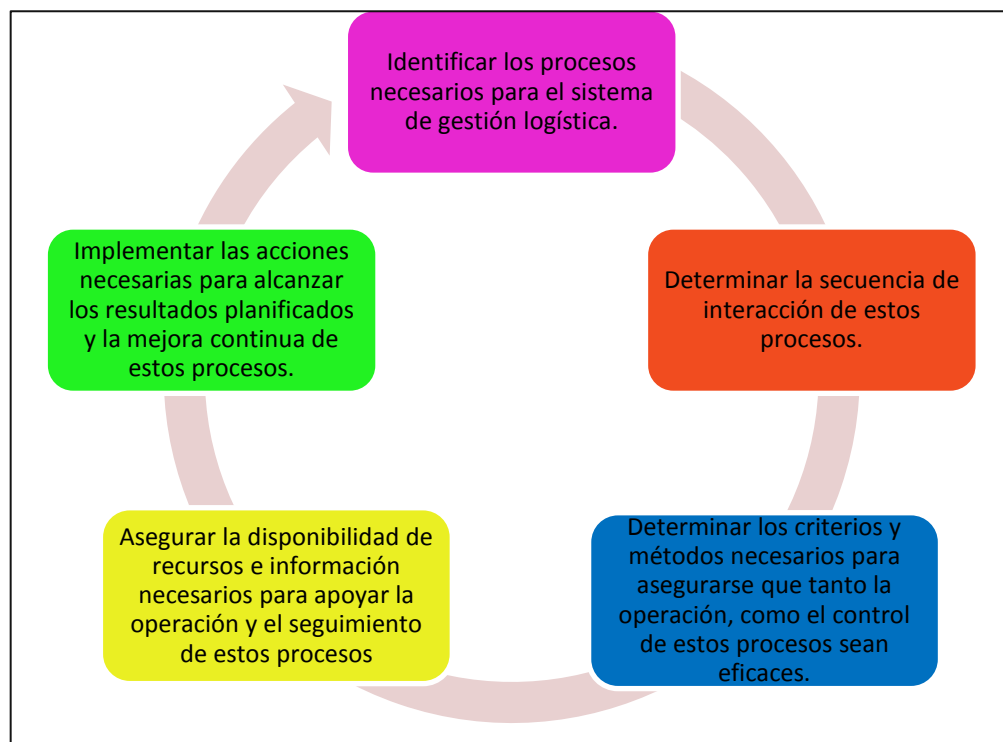 Identificar los procesos
necesarios para el sistema
de gestión logística.
Determinar la secuencia de
interacción de estos
procesos.
Determinar los criterios y
métodos necesarios para
asegurarse que tanto la
operación, como el control
de estos procesos sean
eficaces.
Asegurar la disponibilidad de
recursos e información
necesarios para apoyar la
operación y el seguimiento
de estos procesos
Implementar las acciones
necesarias para alcanzar
los resultados planificados
y la mejora continua de
estos procesos.